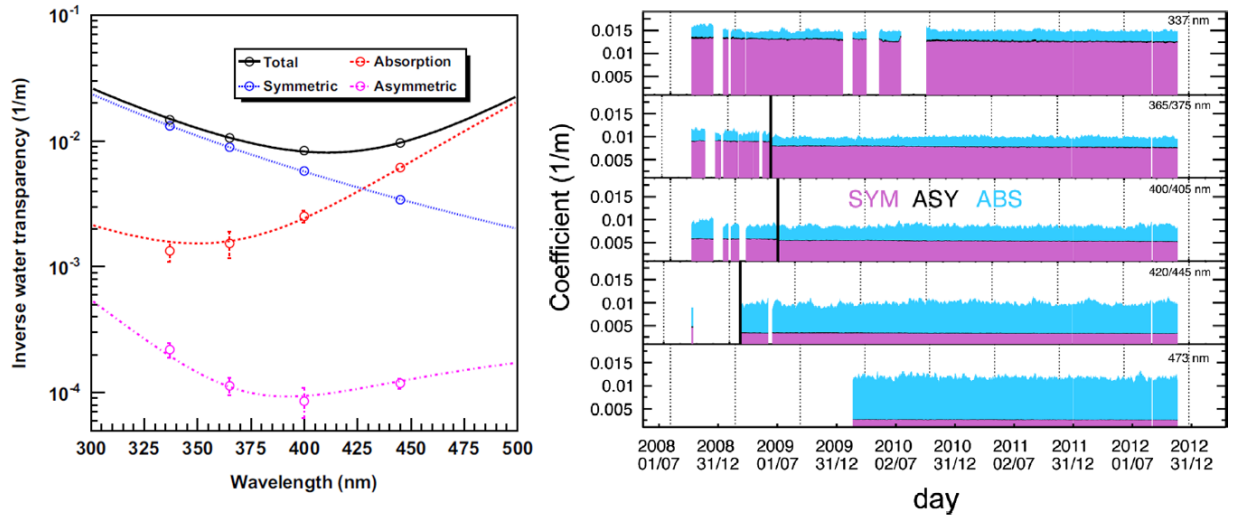 10-1
10-2
10-3
10-4
Inverse water transparency (1/m)
Total
Absorption
Symmetric
Asymmetric
300 325 350 375 400 425 450 475 500
Wavelength (nm)
Coefficient (1/m)
337 nm
0.015
0.01
0.005
365/375 nm
0.015
0.01
0.005
400/405 nm
SYM ASY ABS
0.015
0.01
0.005
420/445 nm
0.015
0.01
0.005
473 nm
0.015
0.01
0.005
2008 2008 2009 2009 2010 2010 2011 2011 2012 2012
01/07 31/12 01/07 31/12 02/07 31/12 02/07 31/12 01/07 31/12
day